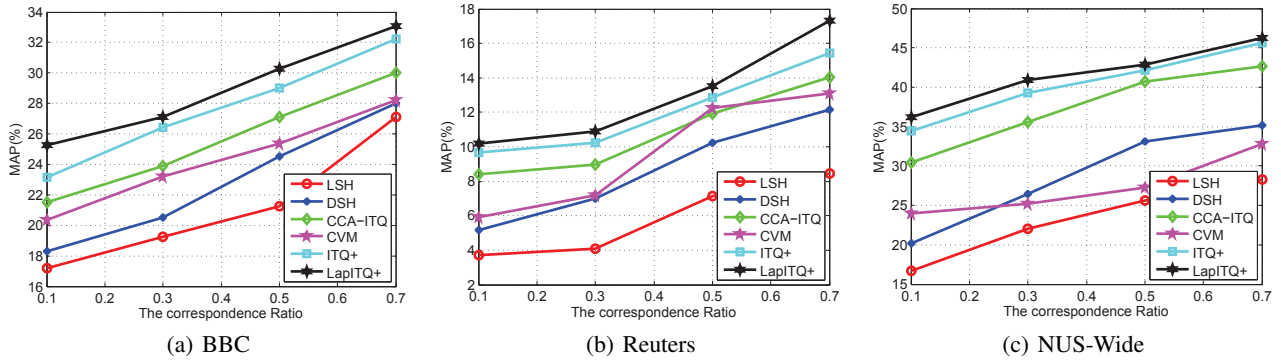 34
32
30
28
26
24
22
20
18
16
MAP(%)
0.1
0.2
0.3
0.4
0.5
0.6
0.7
The correspondence Ratio
LSH
DSH
CCA-ITQ
CVM
ITQ+
LapITQ+
(a) BBC
18
16
14
12
10
8
6
4
2
MAP(%)
0.1
0.2
0.3
0.4
0.5
0.6
0.7
The correspondence Ratio
LSH
DSH
CCA-ITQ
CVM
ITQ+
LapITQ+
(b) Reuters
50
45
40
35
30
25
20
15
MAP(%)
0.1
0.2
0.3
0.4
0.5
0.6
0.7
The correspondence Ratio
LSH
DSH
CCA-ITQ
CVM
ITQ+
LapITQ+
(c) NUS-Wide